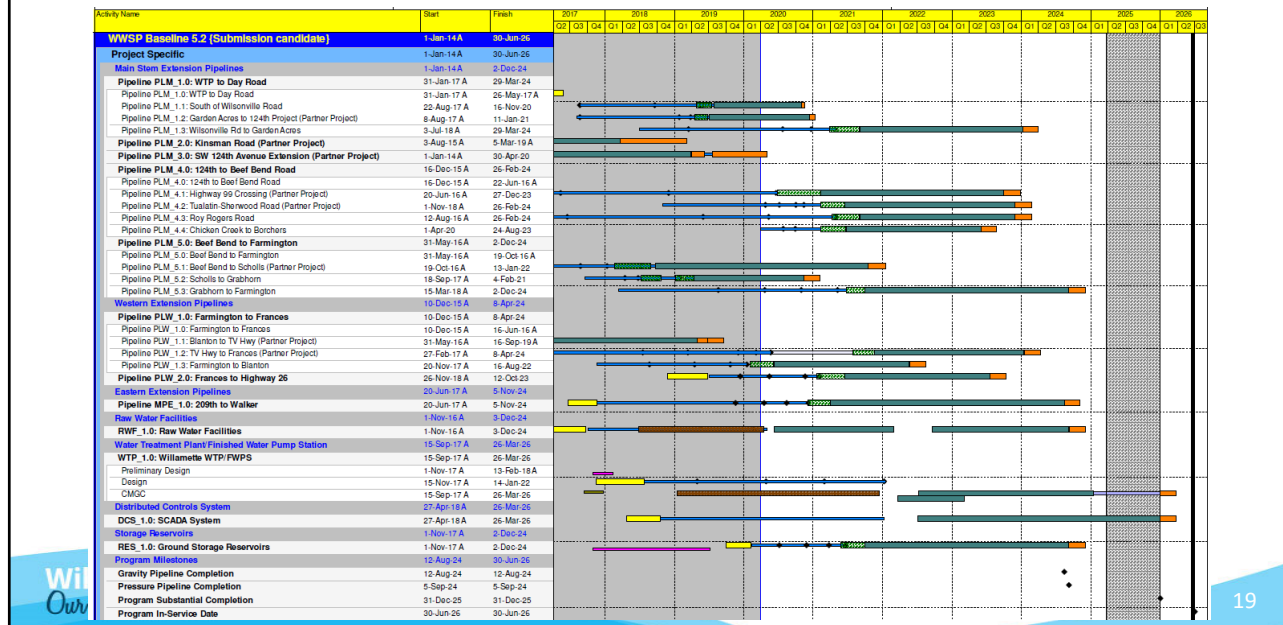 Activity Name Start Finish 2017 2018 2019 2020 2021 2022 2023 2024 2025 2026
Q2 Q3 Q4 Q1 Q2 Q3 Q4 Q1 Q2 Q3 Q4 Q1 Q2 Q3 Q4 Q1 Q2 Q3 Q4 Q1 Q2 Q3 Q4 Q1 Q2 Q3 Q4 Q1 Q2 Q3 Q4 Q1 Q2 Q3 Q4 Q1 Q2 Q3
WWSP Baseline 5.2 {Submission candidate} 1-Jan-14 A 30-Jun-26
Project Specific 1-Jan-14 A 30-Jun-26
Main Stem Extension Pipelines 1-Jan-14 A 2-Dec-24
Pipeline PLM_1.0: WTP to Day Road 31-Jan-17 A 29-Mar-24
Pipeline PLM_1.0: WTP to Day Road 31-Jan-17 A 26-May-17 A
Pipeline PLM_1.1: South of Wilsonville Road 22-Aug-17 A 16-Nov-20
Pipeline PLM_1.2: Garden Acres to 124th Project (Partner Project) 8-Aug-17 A 11-Jan-21
Pipeline PLM_1.3: Wilsonville Rd to Garden Acres 3-Jul-18 A 29-Mar-24
Pipeline PLM_2.0: Kinsman Road (Partner Project) 3-Aug-15 A 5-Mar-19 A
Pipeline PLM_3.0: SW 124th Avenue Extension (Partner Project) 1-Jan-14 A 30-Apr-20
Pipeline PLM_4.0: 124th to Beef Bend Road 16-Dec-15 A 26-Feb-24
Pipeline PLM_4.0: 124th to Beef Bend Road 16-Dec-15 A 22-Jun-16 A
Pipeline PLM_4.1: Highway 99 Crossing (Partner Project) 20-Jun-16 A 27-Dec-23
Pipeline PLM_4.2: Tualatin-Sherwood Road (Partner Project) 1-Nov-18 A 26-Feb-24
Pipeline PLM_4.3: Roy Rogers Road 12-Aug-16 A 26-Feb-24
Pipeline PLM_4.4: Chicken Creek to Borchers 1-Apr-20 24-Aug-23
Pipeline PLM_5.0: Beef Bend to Farmington 31-May-16 A 2-Dec-24
Pipeline PLM_5.0: Beef Bend to Farmington 31-May-16 A 19-Oct-16 A
Pipeline PLM_5.1: Beef Bend to Scholls (Partner Project) 19-Oct-16 A 13-Jan-22
Pipeline PLM_5.2: Scholls to Grabhorn 18-Sep-17 A 4-Feb-21
Pipeline PLM_5.3: Grabhorn to Farmington 15-Mar-18 A 2-Dec-24
Western Extension Pipelines 10-Dec-15 A 8-Apr-24
Pipeline PLW_1.0: Farmington to Frances 10-Dec-15 A 8-Apr-24
Pipeline PLW_1.0: Farmington to Frances 10-Dec-15 A 16-Jun-16 A
Pipeline PLW_1.1: Blanton to TV Hwy (Partner Project) 31-May-16 A 16-Sep-19 A
Pipeline PLW_1.2: TV Hwy to Frances (Partner Project) 27-Feb-17 A 8-Apr-24
Pipeline PLW_1.3: Farmington to Blanton 20-Nov-17 A 16-Aug-22
Pipeline PLW_2.0: Frances to Highway 26 26-Nov-18 A 12-Oct-23
Eastern Extension Pipelines 20-Jun-17 A 5-Nov-24
Pipeline MPE_1.0: 209th to Walker 20-Jun-17 A 5-Nov-24
Raw Water Facilities 1-Nov-16 A 3-Dec-24
RWF_1.0: Raw Water Facilities 1-Nov-16 A 3-Dec-24
Water Treatment Plant/Finished Water Pump Station 15-Sep-17 A 26-Mar-26
WTP_1.0: Willamette WTP/FWPS 15-Sep-17 A 26-Mar-26
Preliminary Design 1-Nov-17 A 13-Feb-18 A
Design 15-Nov-17 A 14-Jan-22
CMGC 15-Sep-17 A 26-Mar-26
Distributed Controls System 27-Apr-18 A 26-Mar-26
DCS_1.0: SCADA System 27-Apr-18 A 26-Mar-26
Storage Reservoirs 1-Nov-17 A 2-Dec-24
RES_1.0: Ground Storage Reservoirs 1-Nov-17 A 2-Dec-24
Program Milestones 12-Aug-24 30-Jun-26
Gravity Pipeline Completion 12-Aug-24 12-Aug-24
Pressure Pipeline Completion 5-Sep-24 5-Sep-24
Program Substantial Completion 31-Dec-25 31-Dec-25
Program In-Service Date 30-Jun-26 30-Jun-26
Wil
Our
19